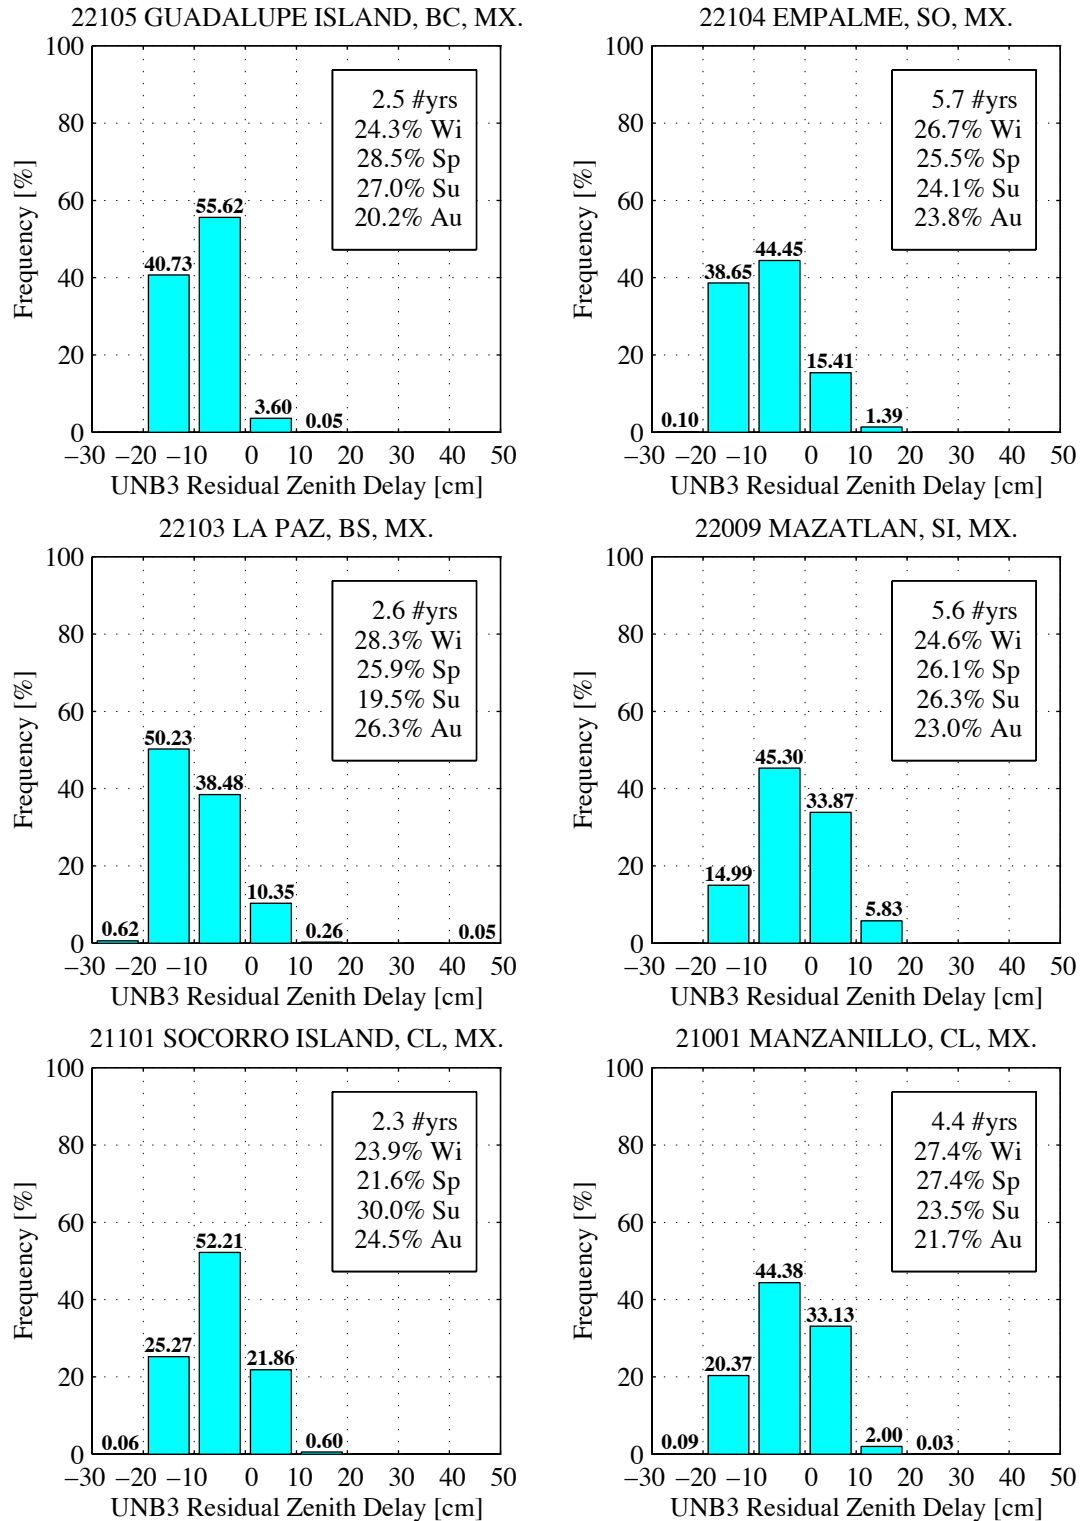 22105 GUADALUPE ISLAND, BC, MX.
100
80
60
40
20
0
Frequency [%]
2.5 #yrs
24.3% Wi
28.5% Sp
27.0% Su
20.2% Au
40.73
55.62
3.60
0.05
−30 −20 −10 0 10 20 30 40 50
UNB3 Residual Zenith Delay [cm]
22104 EMPALME, SO, MX.
100
80
60
40
20
0
Frequency [%]
5.7 #yrs
26.7% Wi
25.5% Sp
24.1% Su
23.8% Au
0.10
38.65
44.45
15.41
1.39
−30 −20 −10 0 10 20 30 40 50
UNB3 Residual Zenith Delay [cm]
22103 LA PAZ, BS, MX.
100
80
60
40
20
0
Frequency [%]
2.6 #yrs
28.3% Wi
25.9% Sp
19.5% Su
26.3% Au
0.62
50.23
38.48
10.35
0.26
0.05
−30 −20 −10 0 10 20 30 40 50
UNB3 Residual Zenith Delay [cm]
22009 MAZATLAN, SI, MX.
100
80
60
40
20
0
Frequency [%]
5.6 #yrs
24.6% Wi
26.1% Sp
26.3% Su
23.0% Au
14.99
45.30
33.87
5.83
−30 −20 −10 0 10 20 30 40 50
UNB3 Residual Zenith Delay [cm]
21101 SOCORRO ISLAND, CL, MX.
100
80
60
40
20
0
Frequency [%]
2.3 #yrs
23.9% Wi
21.6% Sp
30.0% Su
24.5% Au
0.06
25.27
52.21
21.86
0.60
−30 −20 −10 0 10 20 30 40 50
UNB3 Residual Zenith Delay [cm]
21001 MANZANILLO, CL, MX.
100
80
60
40
20
0
Frequency [%]
4.4 #yrs
27.4% Wi
27.4% Sp
23.5% Su
21.7% Au
0.09
20.37
44.38
33.13
2.00
0.03
−30 −20 −10 0 10 20 30 40 50
UNB3 Residual Zenith Delay [cm]